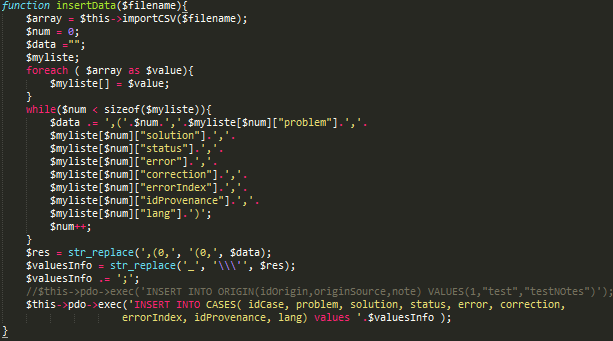 function insertData($filename){
$array = $this->importCSV($filename);
$num = 0;
$data ="";
$myliste;
foreach ( $array as $value){
$myliste[] = $value;
}
while($num < sizeof($myliste)){
$data .= ',('.$num.','.$myliste[$num]["problem"].','.
$myliste[$num]["solution"].','.
$myliste[$num]["status"].','.
$myliste[$num]["error"].','.
$myliste[$num]["correction"].','.
$myliste[$num]["errorIndex"].','.
$myliste[$num]["idProvenance"].','.
$myliste[$num]["lang"].')';
$num++;
}
$res = str_replace(',(0,', '(0,', $data);
$valuesInfo = str_replace('_', '\\\'', $res);
$valuesInfo .= ';';
//$this->pdo->exec('INSERT INTO ORIGIN(idOrigin,originSource,note) VALUES(1,"test","testNOtes")');
$this->pdo->exec('INSERT INTO CASES( idCase, problem, solution, status, error, correction,
errorIndex, idProvenance, lang) values '.$valuesInfo );
}